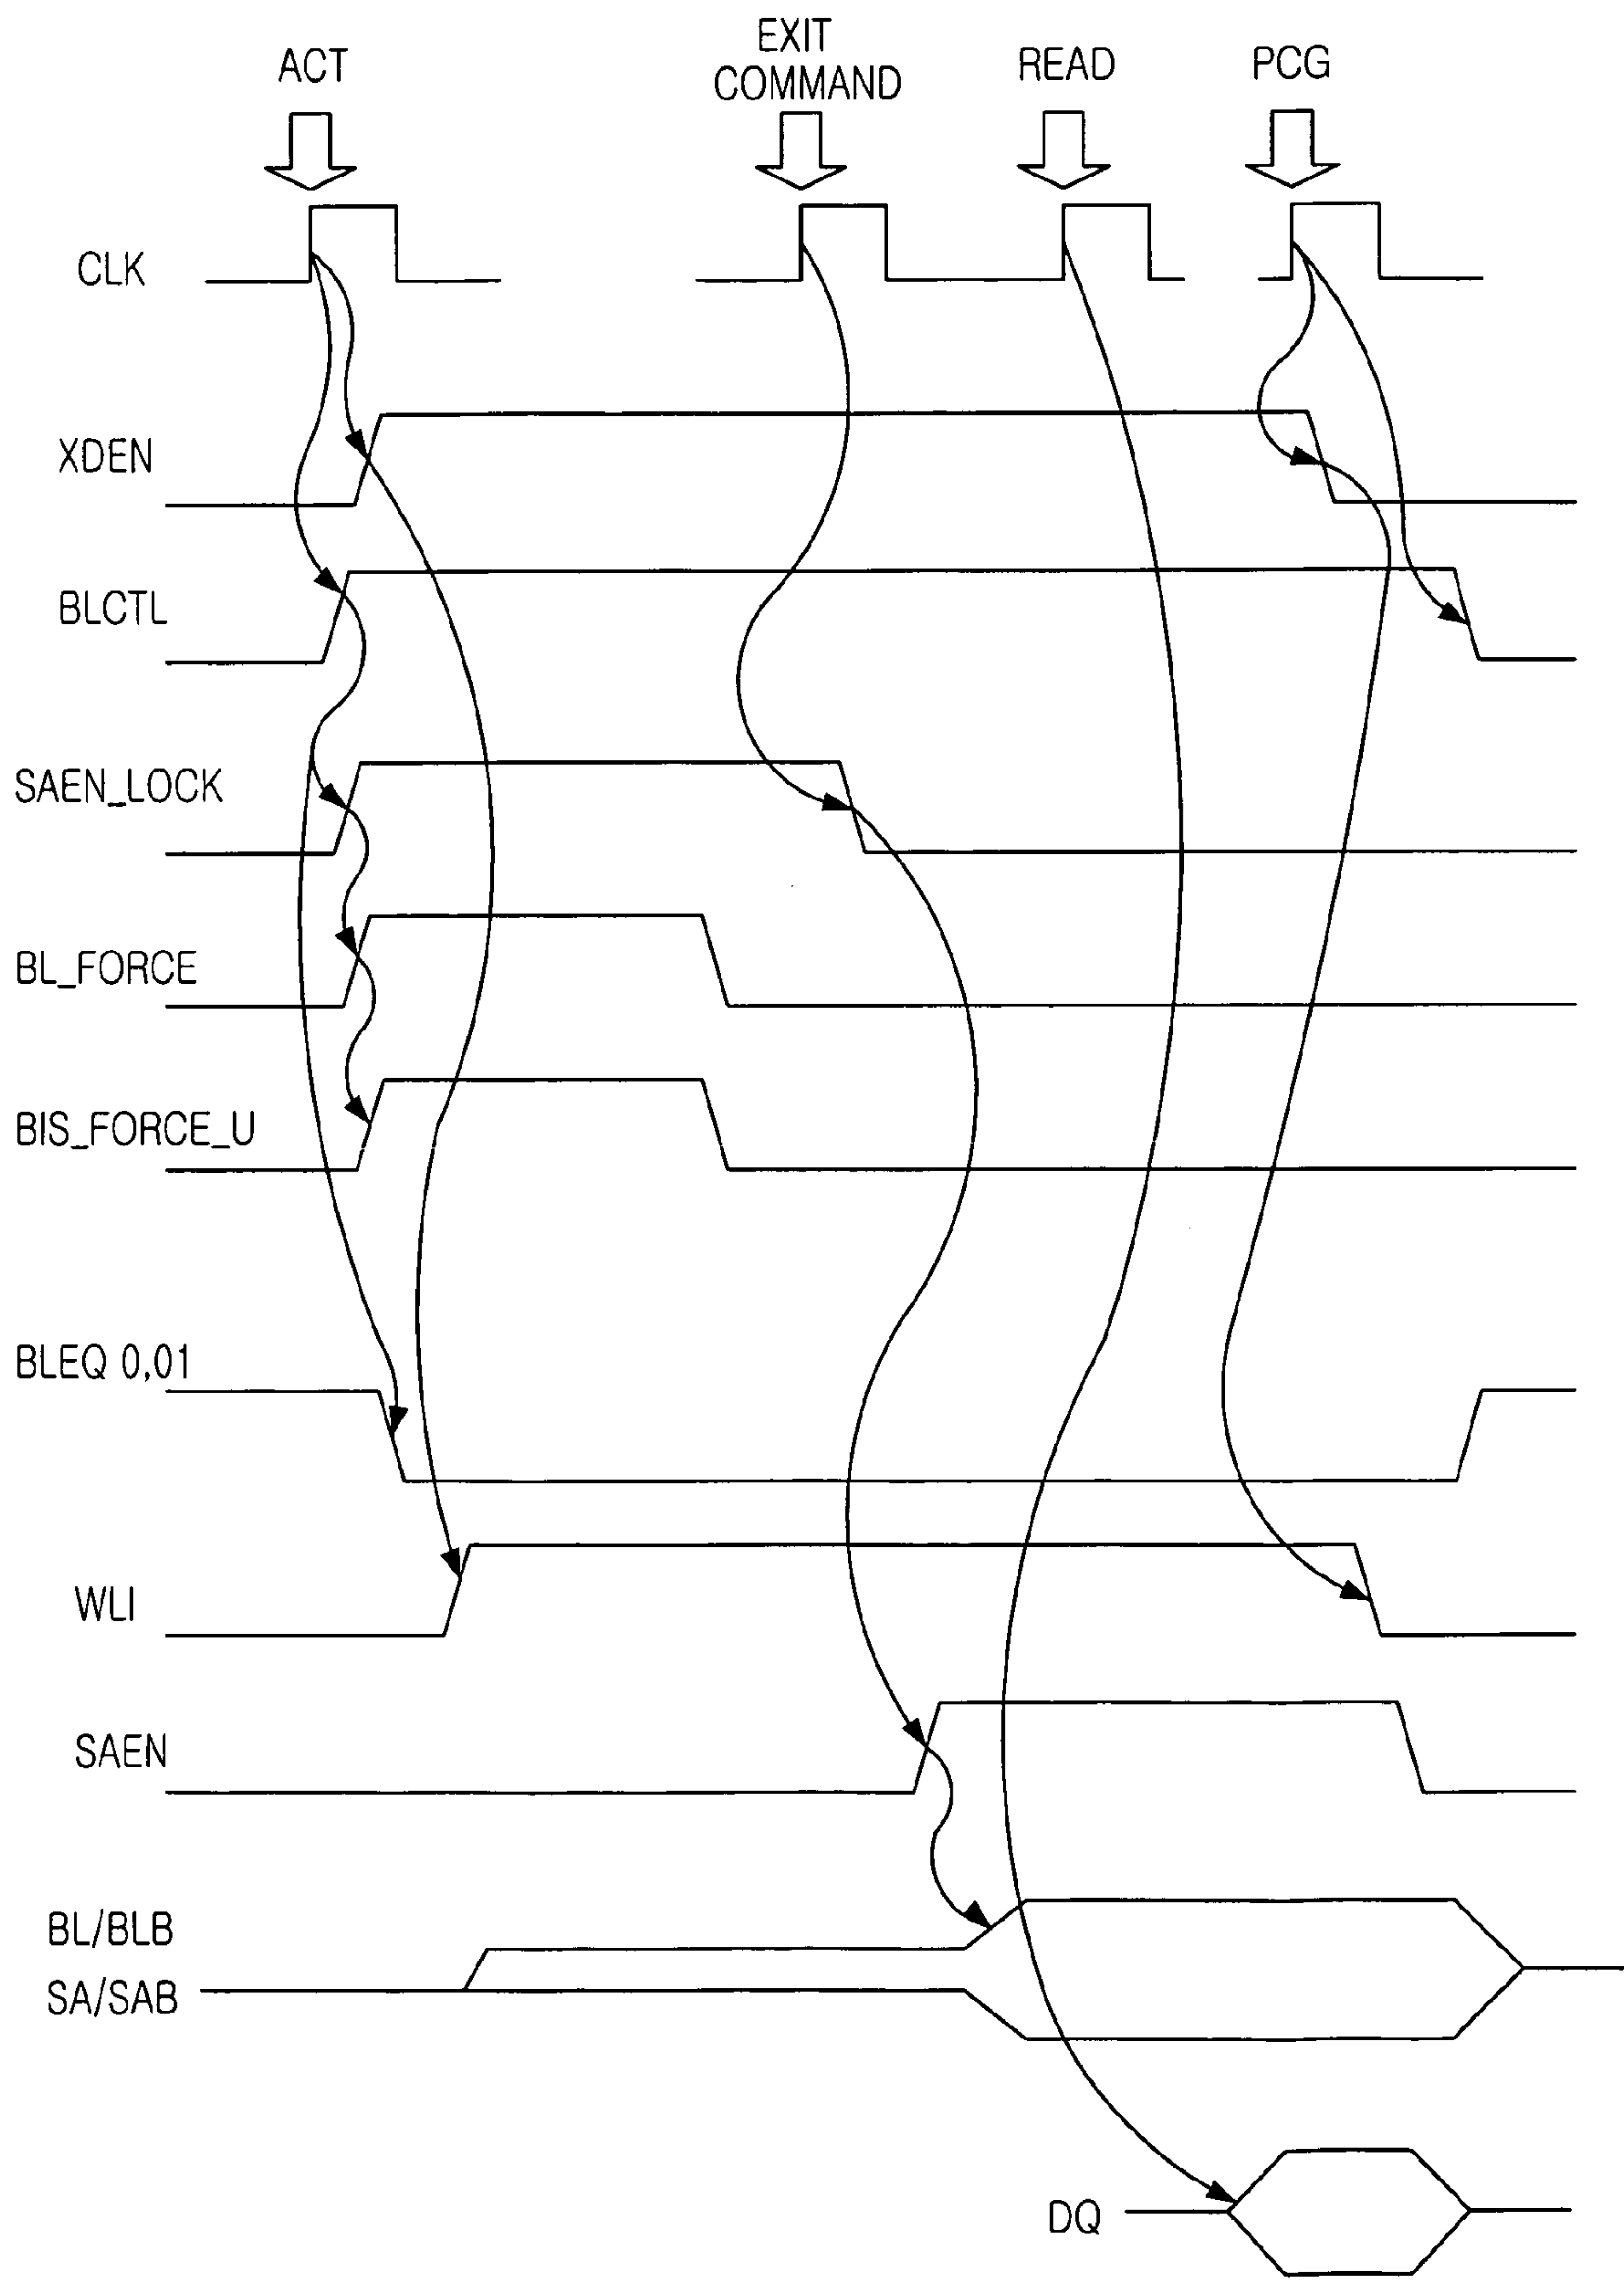 ACT
EXIT
COMMAND
READ
PCG
CLK
XDEN
BLCTL
SAEN_LOCK
BL_FORCE
BIS_FORCE_U
BLEQ 0,01
WLI
SAEN
BL/BLB
SA/SAB
DQ